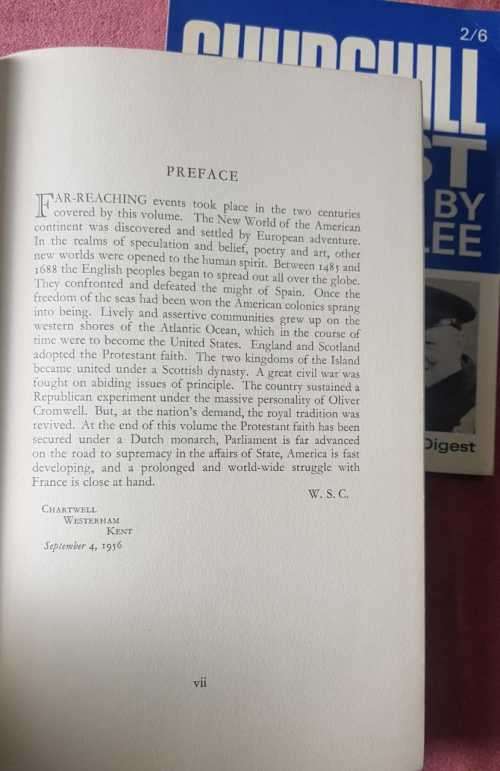 2/6
CHURCHILL
ST
BY
LEE
Digest
PREFACE
FAR-REACHING events took place in the two centuries
covered by this volume. The New World of the American
continent was discovered and settled by European adventure.
In the realms of speculation and belief, poetry and art, other
new worlds were opened to the human spirit. Between 1485 and
1688 the English peoples began to spread out all over the globe.
They confronted and defeated the might of Spain. Once the
freedom of the seas had been won the American colonies sprang
into being. Lively and assertive communities grew up on the
western shores of the Atlantic Ocean, which in the course of
time were to become the United States. England and Scotland
adopted the Protestant faith. The two kingdoms of the Island
became united under a Scottish dynasty. A great civil war was
fought on abiding issues of principle. The country sustained a
Republican experiment under the massive personality of Oliver
Cromwell. But, at the nation's demand, the royal tradition was
revived. At the end of this volume the Protestant faith has been
secured under a Dutch monarch, Parliament is far advanced
on the road to supremacy in the affairs of State, America is fast
developing, and a prolonged and world-wide struggle with
France is close at hand.
W. S. C.
CHARTWELL
WESTERHAM
KENT
September 4, 1956
vii